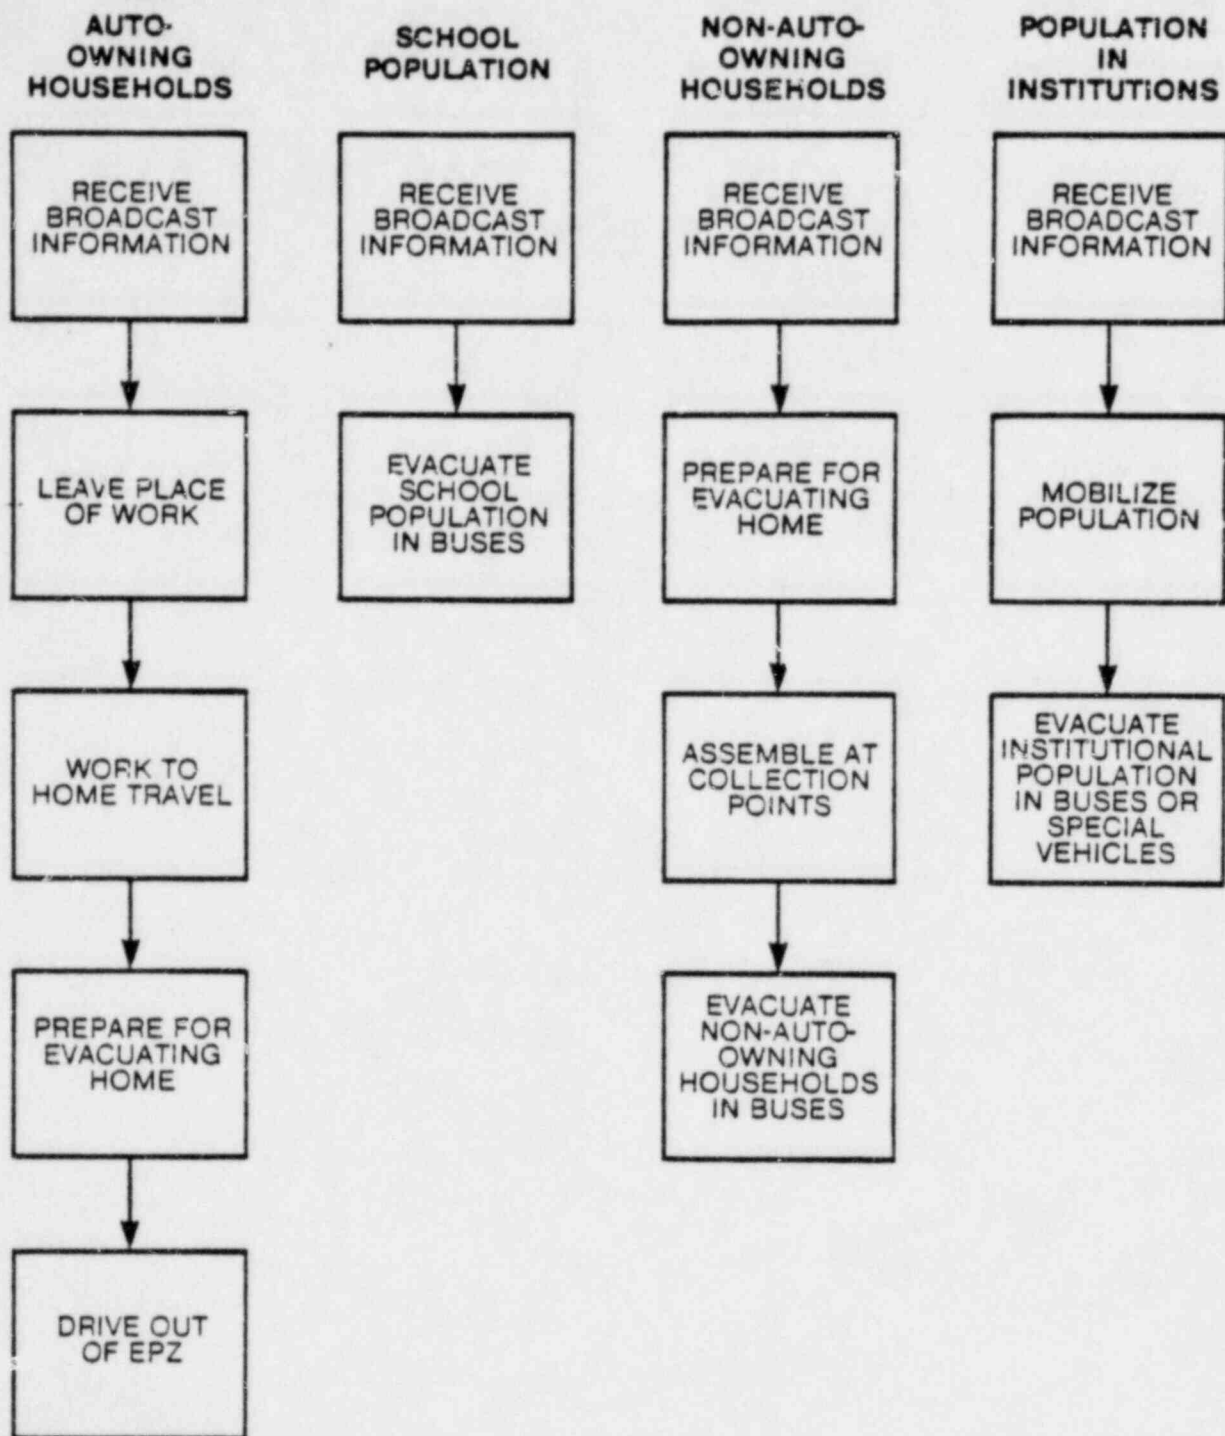 AUTO-
OWNING
HOUSEHOLDS
RECEIVE
BROADCAST
INFORMATION
LEAVE PLACE
OF WORK
WORK TO
HOME TRAVEL
PREPARE FOR
EVACUATING
HOME
DRIVE OUT
OF EPZ
SCHOOL
POPULATION
RECEIVE
BROADCAST
INFORMATION
EVACUATE
SCHOOL
POPULATION
IN BUSES
NON-AUTO-
OWNING
HOUSEHOLDS
RECEIVE
BROADCAST
INFORMATION
PREPARE FOR
EVACUATING
HOME
ASSEMBLE AT
COLLECTION
POINTS
EVACUATE
NON-AUTO-
OWNING
HOUSEHOLDS
IN BUSES
POPULATION
IN
INSTITUTIONS
RECEIVE
BROADCAST
INFORMATION
MOBILIZE
POPULATION
EVACUATE
INSTITUTIONAL
POPULATION
IN BUSES OR
SPECIAL
VEHICLES